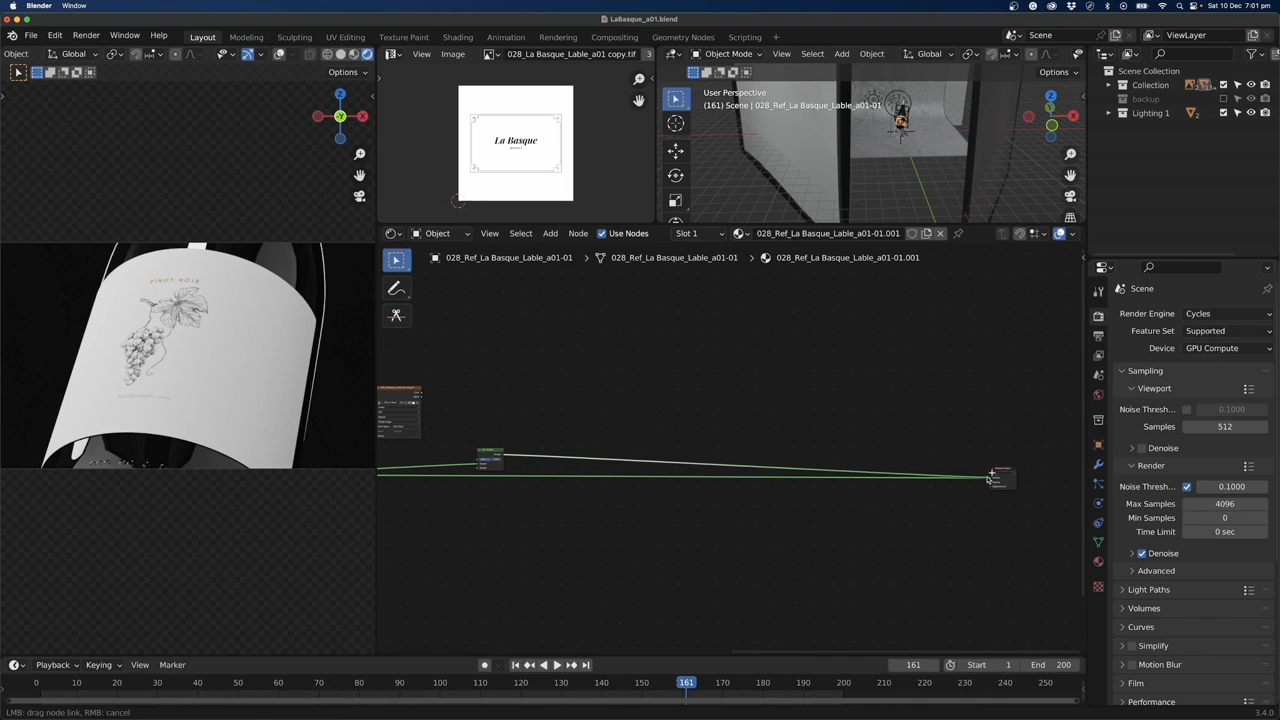 Blender Window
Sat 10 Dec 7:01 pm
LaBasque_a01.blend
File Edit Render Window Help
Layout Modeling Sculpting UV Editing Texture Paint Shading Animation Rendering Compositing Geometry Nodes Scripting
Scene
ViewLayer
Object Global
View Image 028_La Basque_Lable_a01 copy.tif 3
Object Mode View Select Add Object Global
Options
Options
Z
-Y X
La Basque
User Perspective
(161) Scene | 028_Ref_La Basque_Lable_a01-01
Z
X
Scene Collection
Collection
backup
Lighting 1 2
Object View Select Add Node Use Nodes Slot 1 028_Ref_La Basque_Lable_a01-01.001
028_Ref_La Basque_Lable_a01-01 028_Ref_La Basque_Lable_a01-01 028_Ref_La Basque_Lable_a01-01.001
PINOT NOIR
Scene
Render Engine Cycles
Feature Set Supported
Device GPU Compute
Sampling
Viewport
Noise Thresh.. 0.1000
Samples 512
Denoise
Render
Noise Thresh.. 0.1000
Max Samples 4096
Min Samples 0
Time Limit 0 sec
Denoise
Advanced
Light Paths
Volumes
Curves
Simplify
Motion Blur
Film
Performance
Playback Keying View Marker
161 Start 1 End 200
0 10 20 30 40 50 60 70 80 90 100 110 120 130 140 150 161 170 180 190 200 210 220 230 240 250
LMB: drag node link, RMB: cancel
3.4.0